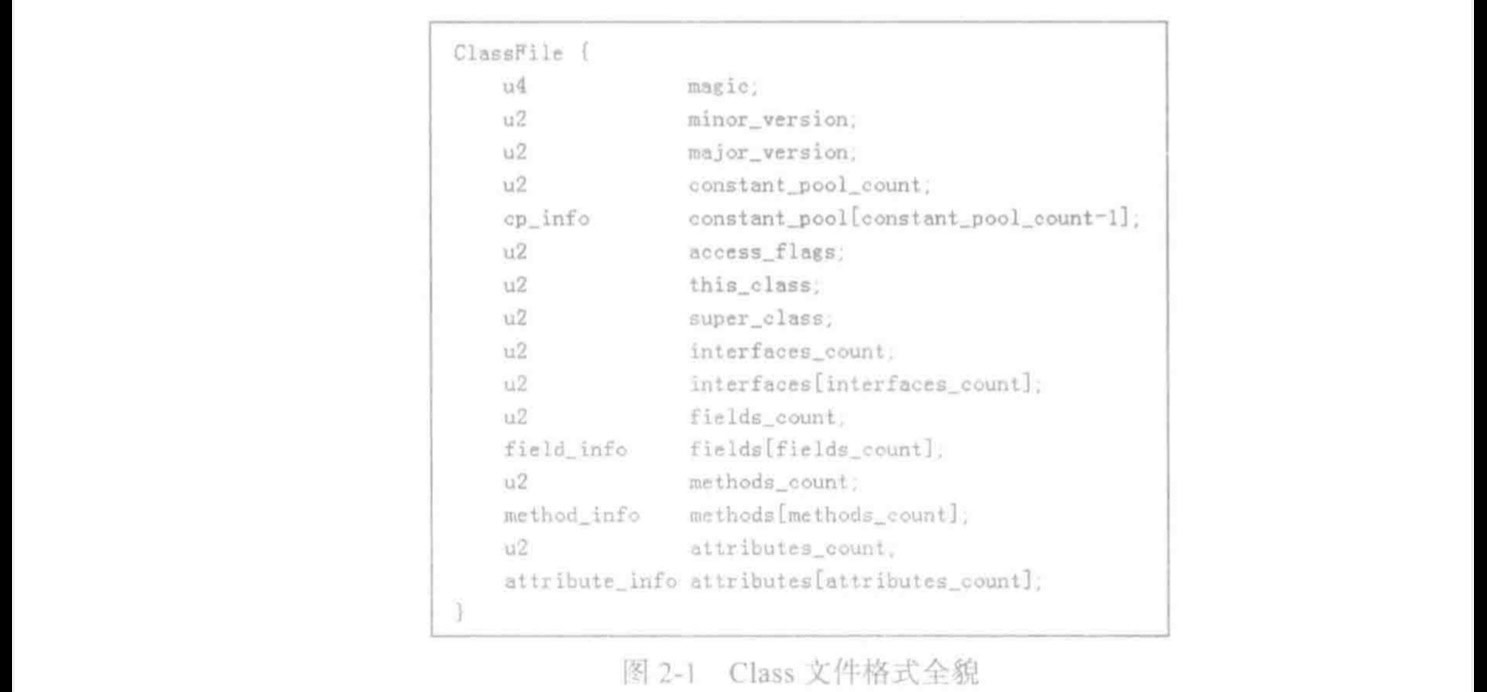 ClassFile {
u4 magic;
u2 minor_version;
u2 major_version;
u2 constant_pool_count;
cp_info constant_pool[constant_pool_count-1];
u2 access_flags;
u2 this_class;
u2 super_class;
u2 interfaces_count;
u2 interfaces[interfaces_count];
u2 fields_count;
field_info fields[fields_count];
u2 methods_count;
method_info methods[methods_count];
u2 attributes_count;
attribute_info attributes[attributes_count];
}
图 2-1 Class 文件格式全貌